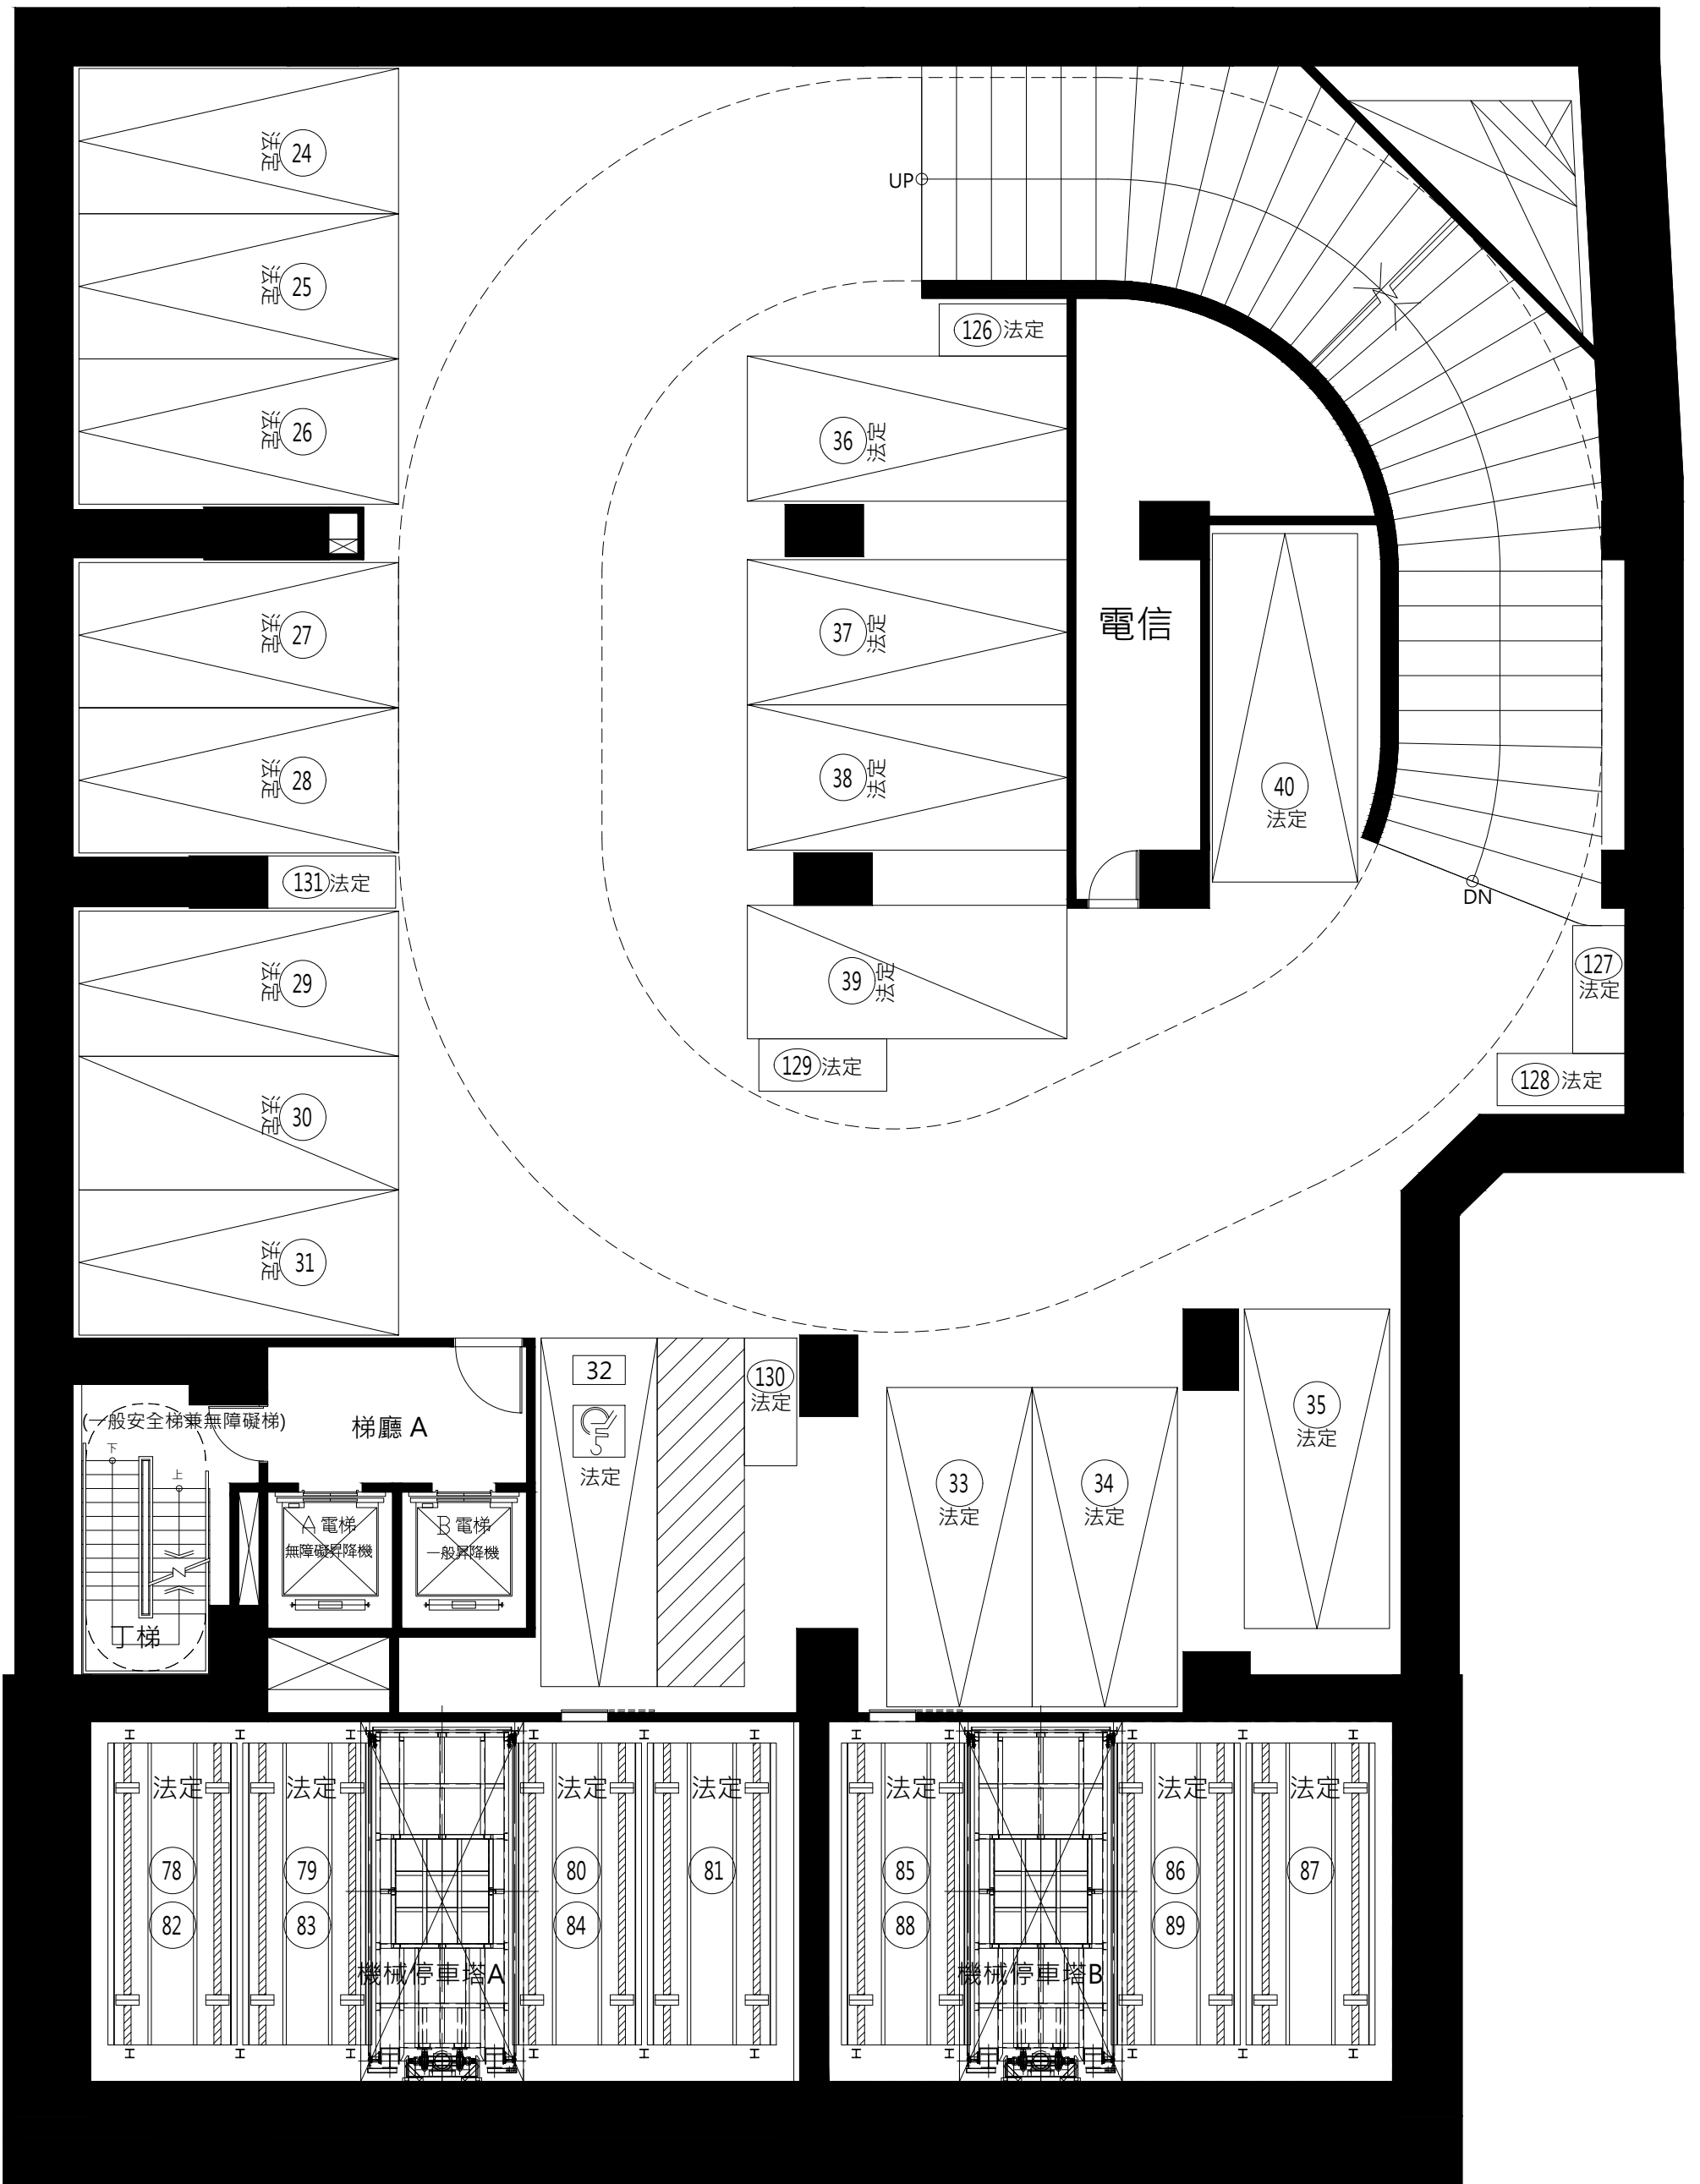 24
法定
25
法定
26
法定
27
法定
28
法定
131 法定
29
法定
30
法定
31
法定
UP
126 法定
36
法定
37
法定
38
法定
39
法定
129 法定
電信
40
法定
DN
127
法定
128 法定
(一般安全梯兼無障礙梯)
下
上
丁梯
梯廳 A
A 電梯
無障礙昇降機
B 電梯
一般昇降機
32
法定
130
法定
33
法定
34
法定
35
法定
法定
78
82
法定
79
83
機械停車塔A
法定
80
84
法定
81
法定
85
88
機械停車塔B
法定
86
89
法定
87